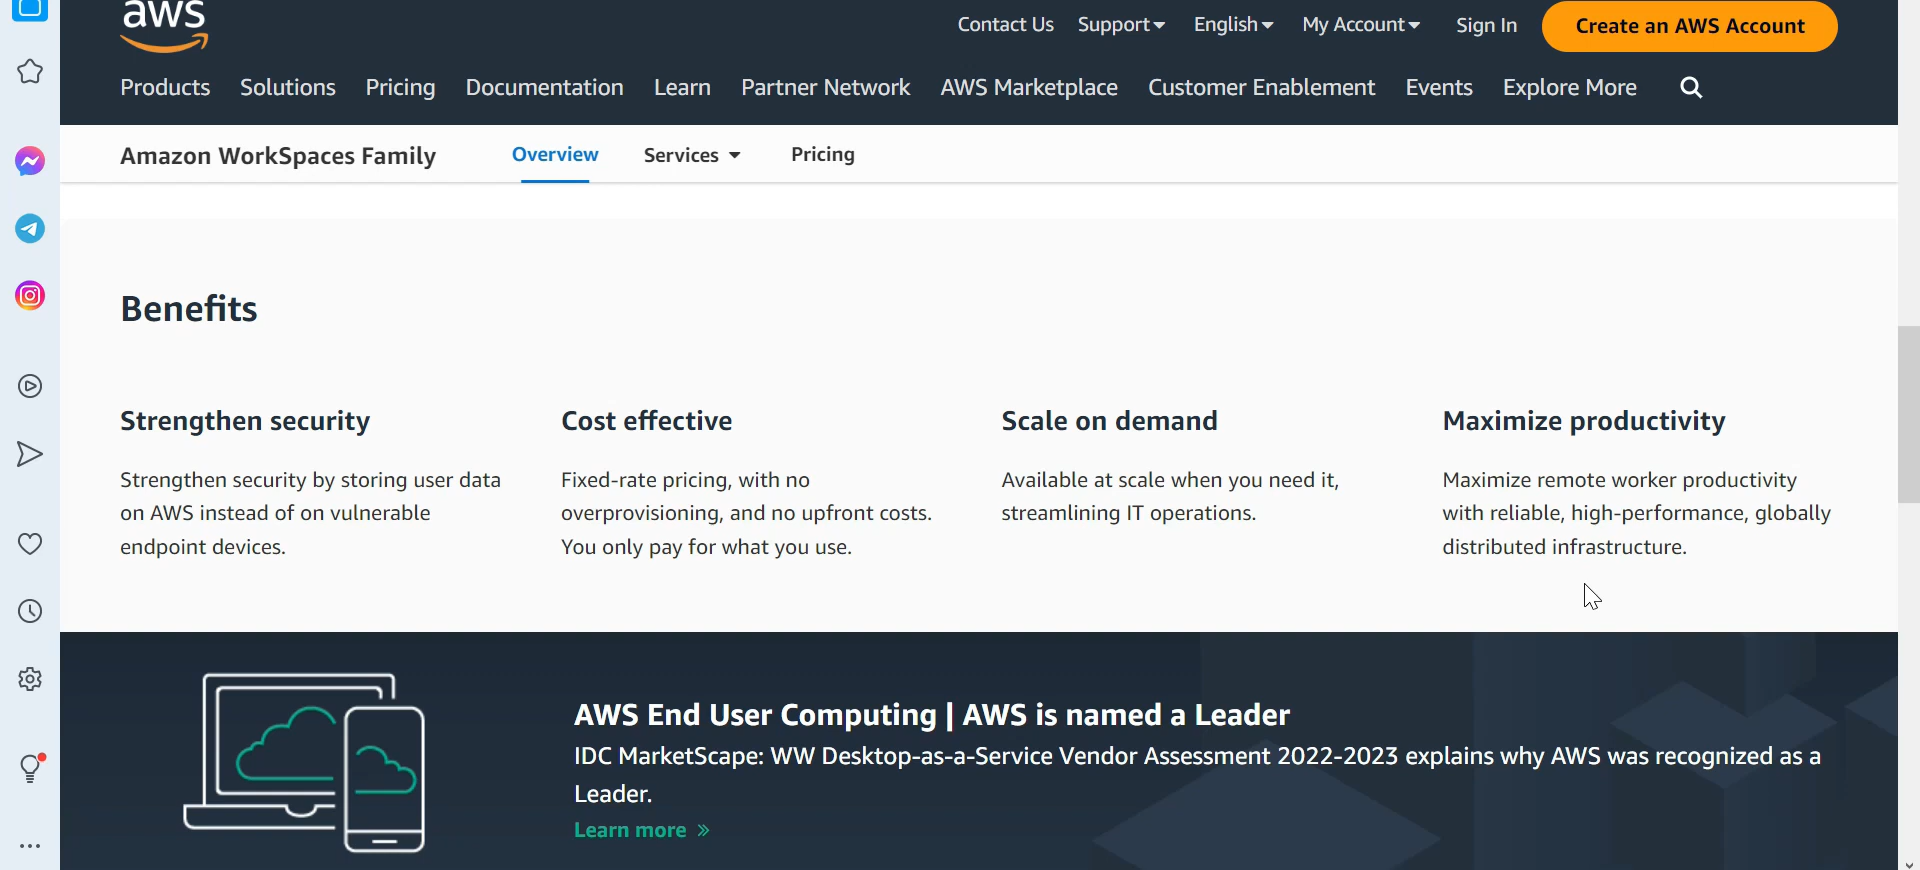 aws
Contact Us Support English My Account Sign In Create an AWS Account
Products Solutions Pricing Documentation Learn Partner Network AWS Marketplace Customer Enablement Events Explore More
Amazon WorkSpaces Family Overview Services Pricing
Benefits
Strengthen security
Strengthen security by storing user data
on AWS instead of on vulnerable
endpoint devices.
Cost effective
Fixed-rate pricing, with no
overprovisioning, and no upfront costs.
You only pay for what you use.
Scale on demand
Available at scale when you need it,
streamlining IT operations.
Maximize productivity
Maximize remote worker productivity
with reliable, high-performance, globally
distributed infrastructure.
AWS End User Computing | AWS is named a Leader
IDC MarketScape: WW Desktop-as-a-Service Vendor Assessment 2022-2023 explains why AWS was recognized as a
Leader.
Learn more »